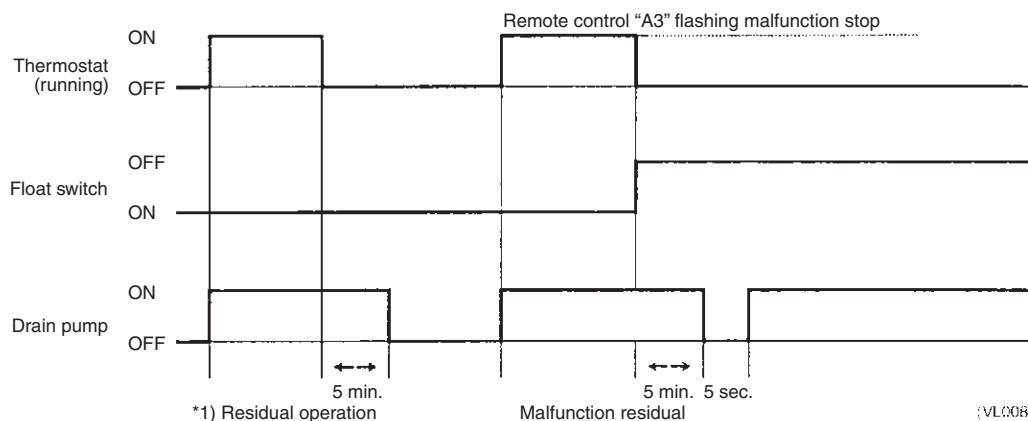 Remote control “A3” flashing malfunction stop
ON
Thermostat
(running)
OFF
OFF
Float switch
ON
ON
Drain pump
OFF
5 min.
5 min.
5 sec.
*1) Residual operation
Malfunction residual
(VL008